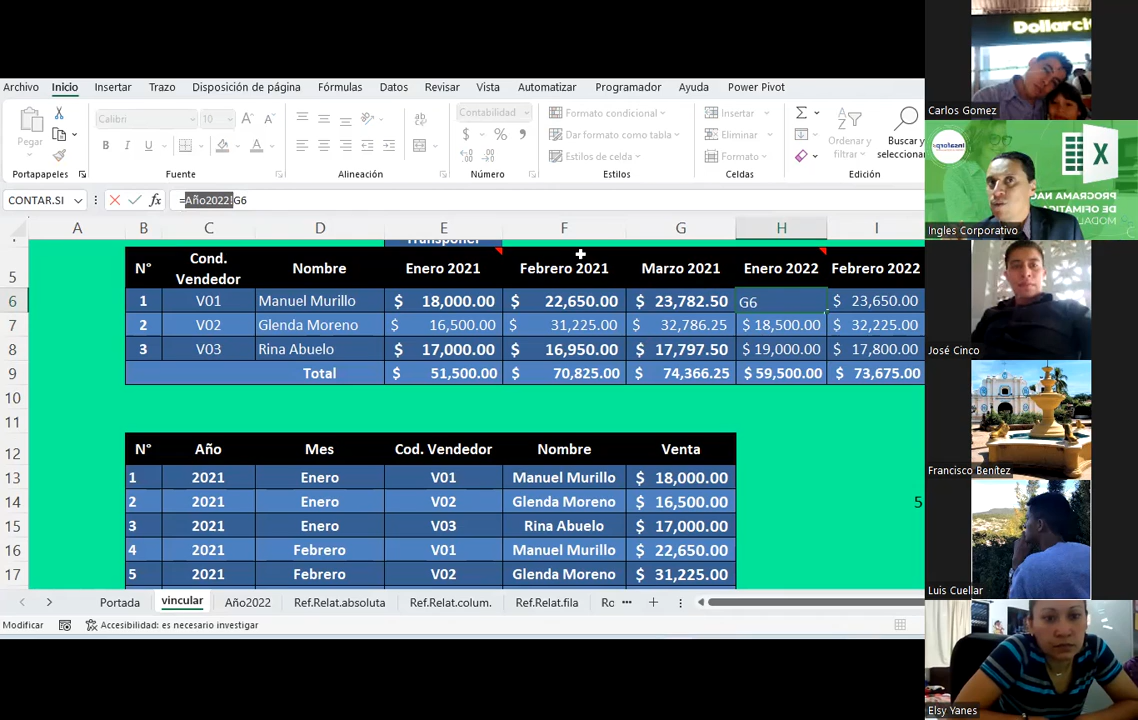 Archivo Inicio Insertar Trazo Disposición de página Fórmulas Datos Revisar Vista Automatizar Programador Ayuda Power Pivot
Pegar
Calibri 10 A A
N K S
ab
Contabilidad
$ % 000
Formato condicional
Dar formato como tabla
Estilos de celda
Insertar
Eliminar
Formato
Ordenar y filtrar
Buscar y seleccionar
Portapapeles Fuente Alineación Número Estilos Celdas Edición
CONTAR.SI fx =Año2022!G6
A B C D E F G H I
Transponer
5 N° Cond. Vendedor Nombre Enero 2021 Febrero 2021 Marzo 2021 Enero 2022 Febrero 2022
6 1 V01 Manuel Murillo $ 18,000.00 $ 22,650.00 $ 23,782.50 G6 $ 23,650.00
7 2 V02 Glenda Moreno $ 16,500.00 $ 31,225.00 $ 32,786.25 $ 18,500.00 $ 32,225.00
8 3 V03 Rina Abuelo $ 17,000.00 $ 16,950.00 $ 17,797.50 $ 19,000.00 $ 17,800.00
9 Total $ 51,500.00 $ 70,825.00 $ 74,366.25 $ 59,500.00 $ 73,675.00
10
11
12 N° Año Mes Cod. Vendedor Nombre Venta
13 1 2021 Enero V01 Manuel Murillo $ 18,000.00
14 2 2021 Enero V02 Glenda Moreno $ 16,500.00 5
15 3 2021 Enero V03 Rina Abuelo $ 17,000.00
16 4 2021 Febrero V01 Manuel Murillo $ 22,650.00
17 5 2021 Febrero V02 Glenda Moreno $ 31,225.00
Portada vincular Año2022 Ref.Relat.absoluta Ref.Relat.colum. Ref.Relat.fila Ro ...
Modificar Accesibilidad: es necesario investigar
Dollarci
Carlos Gomez
insaforp
X
PROGRAMA NAC
DE OFIMATICA
MODAL
Ingles Corporativo
José Cinco
Francisco Benítez
Luis Cuellar
Elsy Yanes